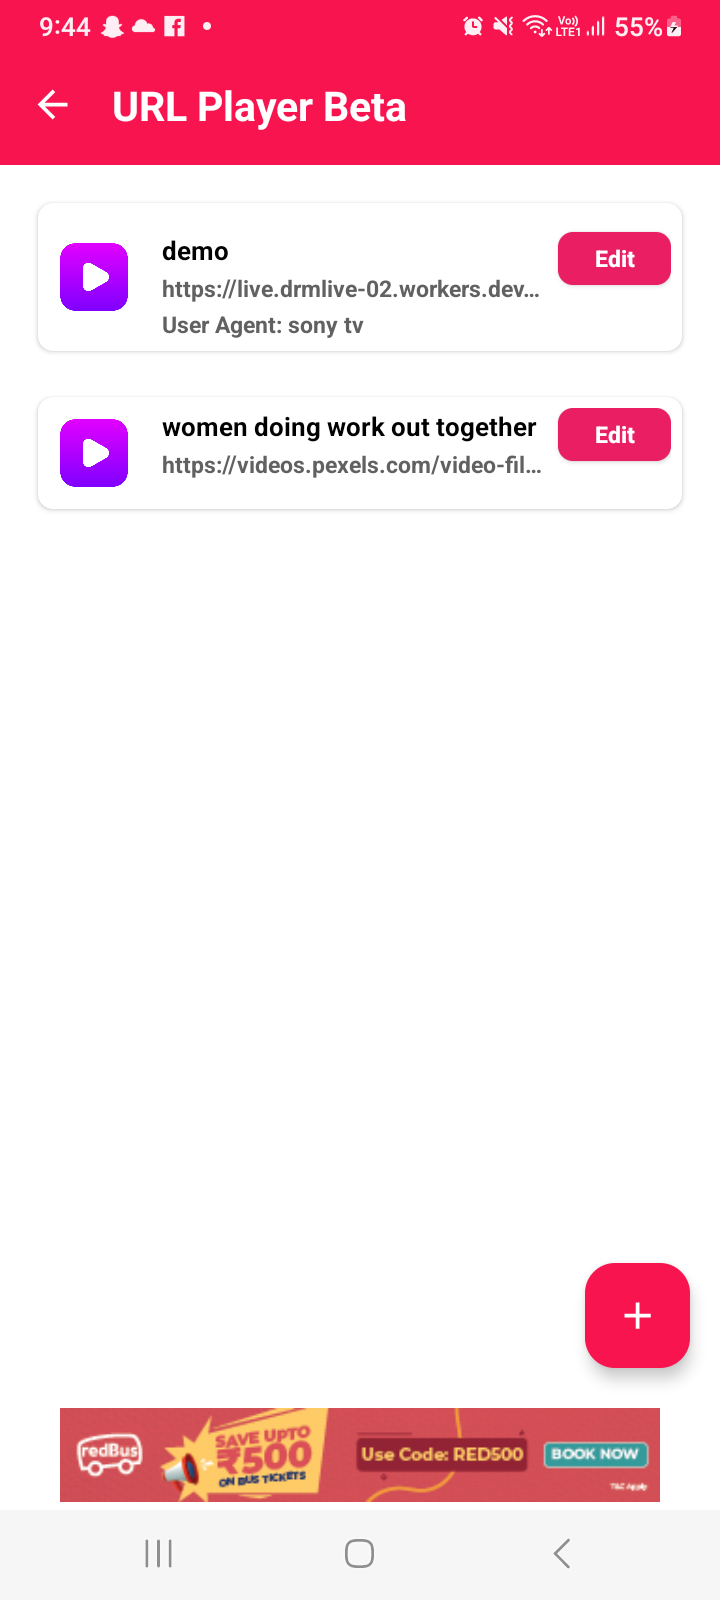 9:44
Vo))
LTE1
55%
URL Player Beta
demo
Edit
https://live.drmlive-02.workers.dev...
User Agent: sony tv
women doing work out together
Edit
https://videos.pexels.com/video-fil...
redBus
SAVE UPTO
₹500
ON BUS TICKETS
Use Code: RED500
BOOK NOW
T&C Apply